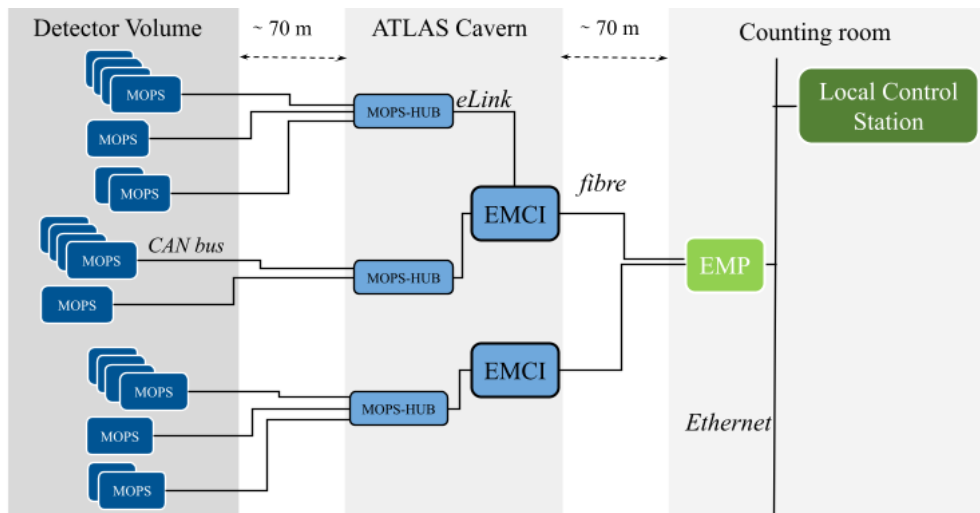 Detector Volume
~ 70 m
ATLAS Cavern
~ 70 m
Counting room
MOPS
MOPS
MOPS
MOPS-HUB
eLink
Local Control
Station
CAN bus
MOPS
MOPS
MOPS-HUB
EMCI
fibre
EMP
MOPS
MOPS
MOPS
MOPS-HUB
EMCI
Ethernet